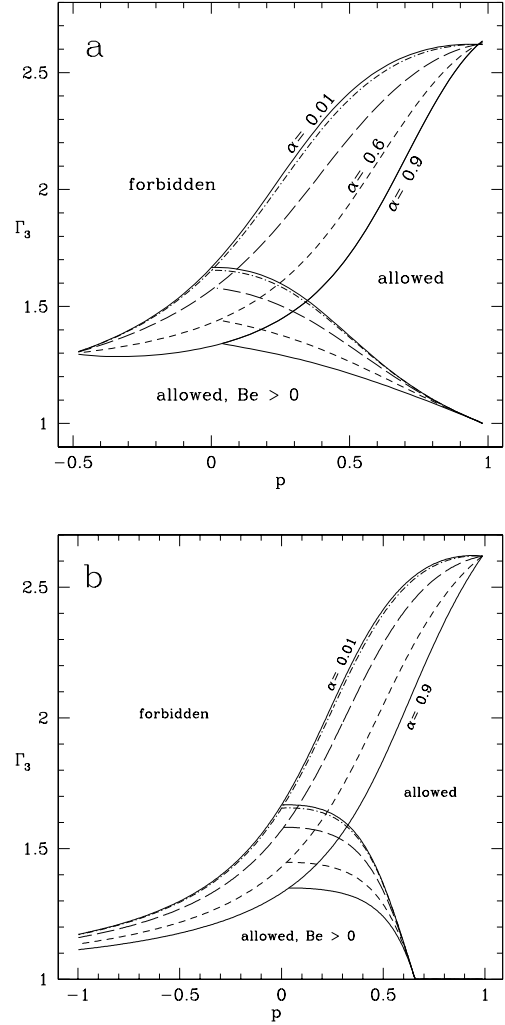 a
2.5
α= 0.01
α= 0.6
α= 0.9
forbidden
2
Γ3
allowed
1.5
allowed, Be > 0
1
−0.5
0
0.5
1
p
b
2.5
α= 0.01
α= 0.9
forbidden
2
Γ3
allowed
1.5
allowed, Be > 0
1
−1
−0.5
0
0.5
1
p